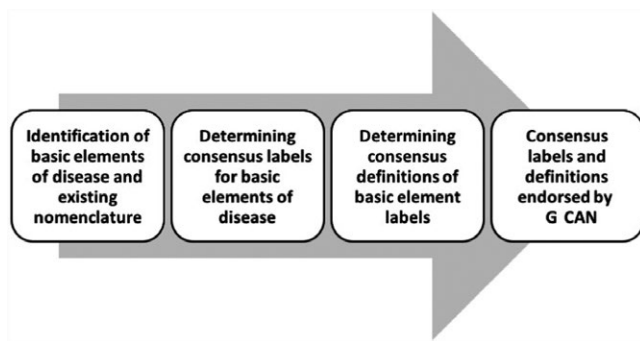 Identification of
basic elements
of disease and
existing
nomenclature
Determining
consensus labels
for basic
elements of
disease
Determining
consensus
definitions of
basic element
labels
Consensus
labels and
definitions
endorsed by
G CAN